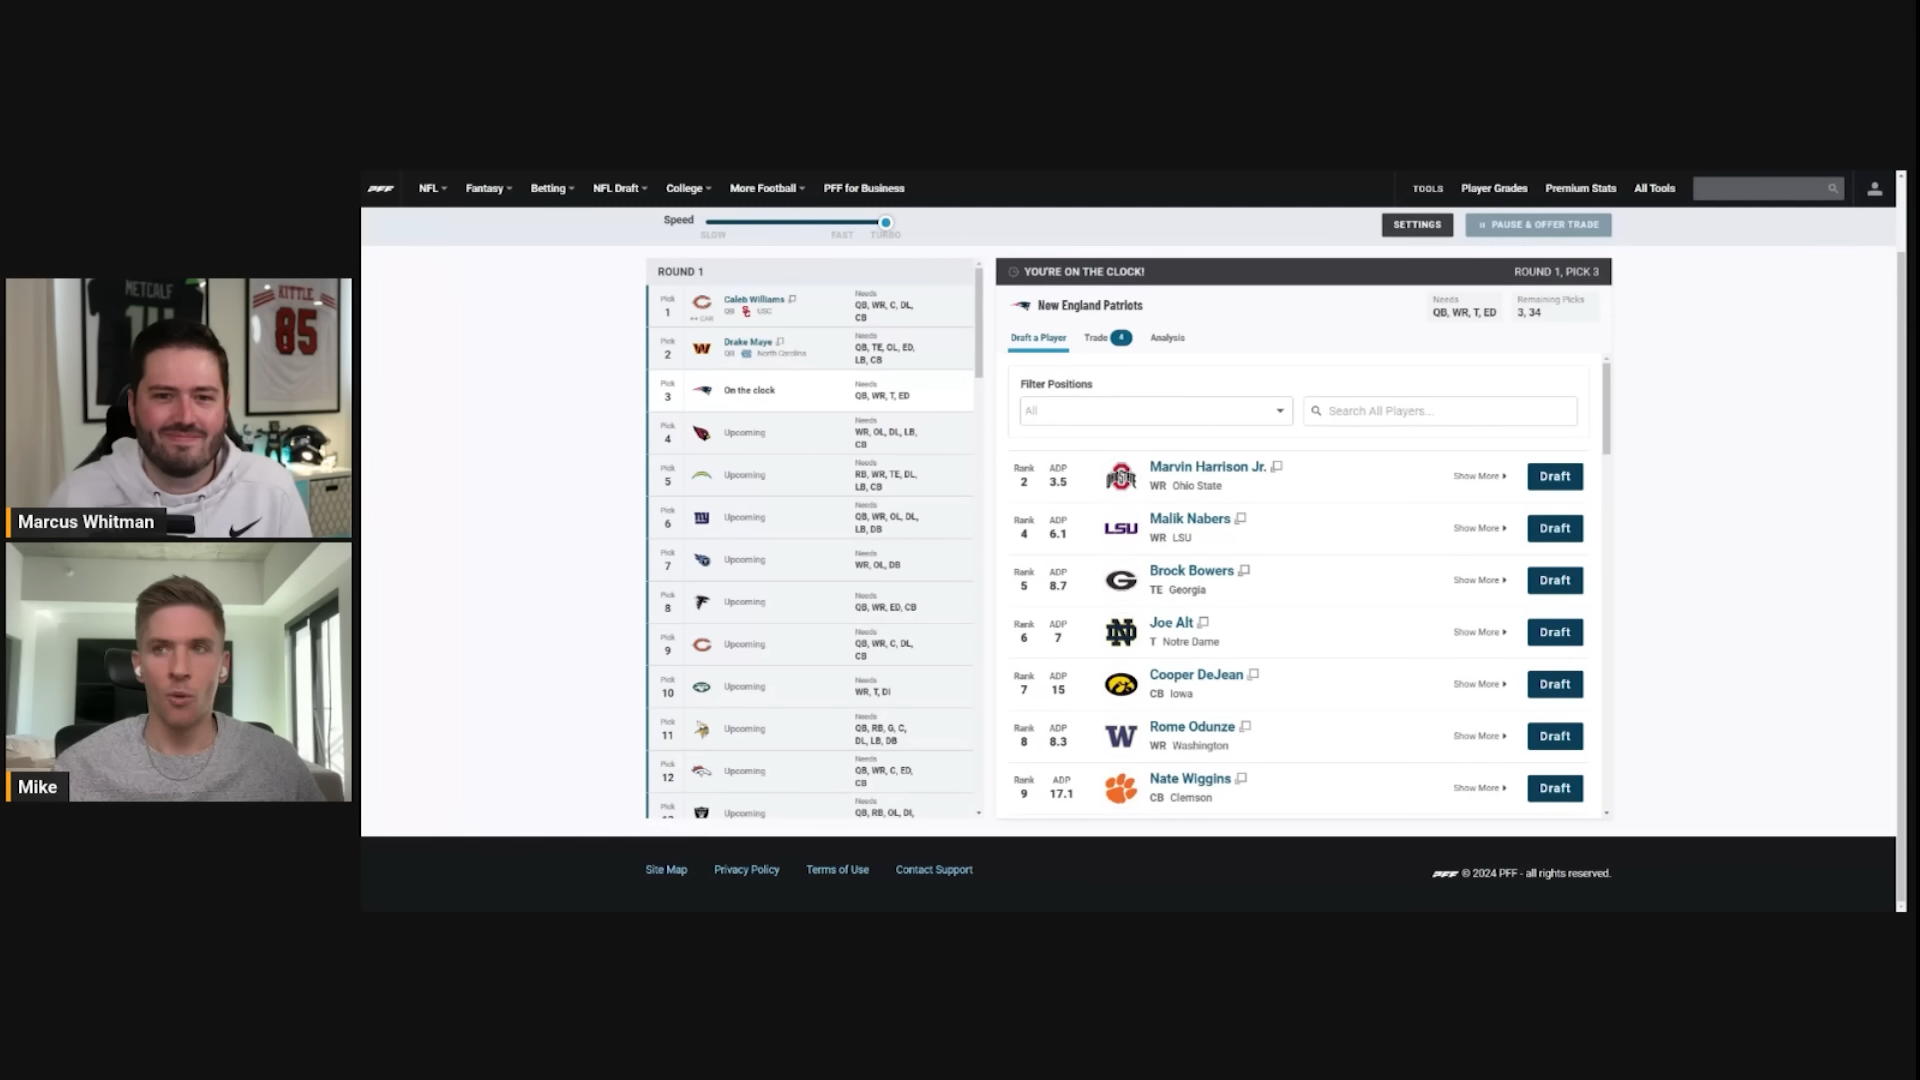 PFF
NFL
Fantasy
Betting
NFL Draft
College
More Football
PFF for Business
TOOLS
Player Grades
Premium Stats
All Tools
Speed
SLOW
FAST
TURBO
SETTINGS
PAUSE & OFFER TRADE
METCALF
14
KITTLE
85
Marcus Whitman
Mike
ROUND 1
Pick
1
CAR
Caleb Williams
QB USC
Needs
QB, WR, C, DL,
CB
Pick
2
Drake Maye
QB North Carolina
Needs
QB, TE, OL, ED,
LB, CB
Pick
3
On the clock
Needs
QB, WR, T, ED
Pick
4
Upcoming
Needs
WR, OL, DL, LB,
CB
Pick
5
Upcoming
Needs
RB, WR, TE, DL,
LB, CB
Pick
6
ny
Upcoming
Needs
QB, WR, OL, DL,
LB, DB
Pick
7
Upcoming
Needs
WR, OL, DB
Pick
8
Upcoming
Needs
QB, WR, ED, CB
Pick
9
Upcoming
Needs
QB, WR, C, DL,
CB
Pick
10
Upcoming
Needs
WR, T, DI
Pick
11
Upcoming
Needs
QB, RB, G, C,
DL, LB, DB
Pick
12
Upcoming
Needs
QB, WR, C, ED,
CB
Pick
Upcoming
Needs
QB, RB, OL, DI,
YOU'RE ON THE CLOCK!
ROUND 1, PICK 3
New England Patriots
Needs
QB, WR, T, ED
Remaining Picks
3, 34
Draft a Player
Trade 4
Analysis
Filter Positions
All
Search All Players...
Rank
2
ADP
3.5
OHIO STATE
Marvin Harrison Jr.
WR Ohio State
Show More
Draft
Rank
4
ADP
6.1
LSU
Malik Nabers
WR LSU
Show More
Draft
Rank
5
ADP
8.7
G
Brock Bowers
TE Georgia
Show More
Draft
Rank
6
ADP
7
ND
Joe Alt
T Notre Dame
Show More
Draft
Rank
7
ADP
15
Cooper DeJean
CB Iowa
Show More
Draft
Rank
8
ADP
8.3
W
Rome Odunze
WR Washington
Show More
Draft
Rank
9
ADP
17.1
Nate Wiggins
CB Clemson
Show More
Draft
Site Map
Privacy Policy
Terms of Use
Contact Support
PFF © 2024 PFF - all rights reserved.